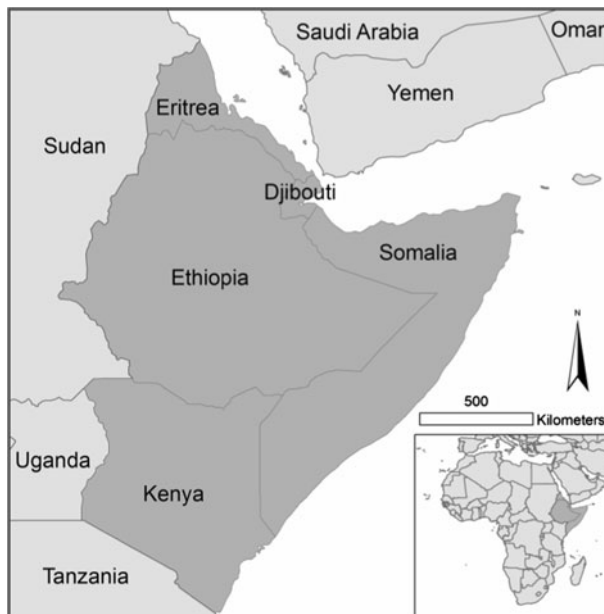 Saudi Arabia
Oman
Yemen
Eritrea
Sudan
Djibouti
Somalia
Ethiopia
N
500
Kilometers
Uganda
Kenya
Tanzania